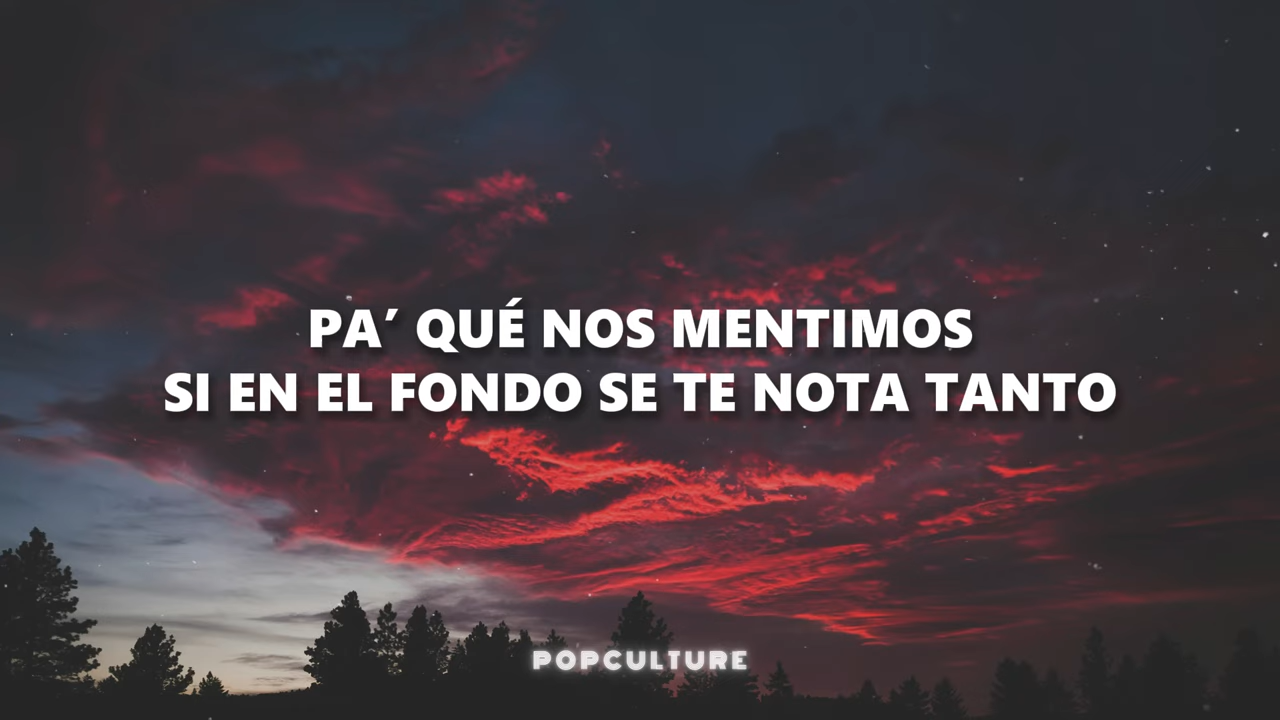 PA’ QUÉ NOS MENTIMOS
SI EN EL FONDO SE TE NOTA TANTO
POPCULTURE